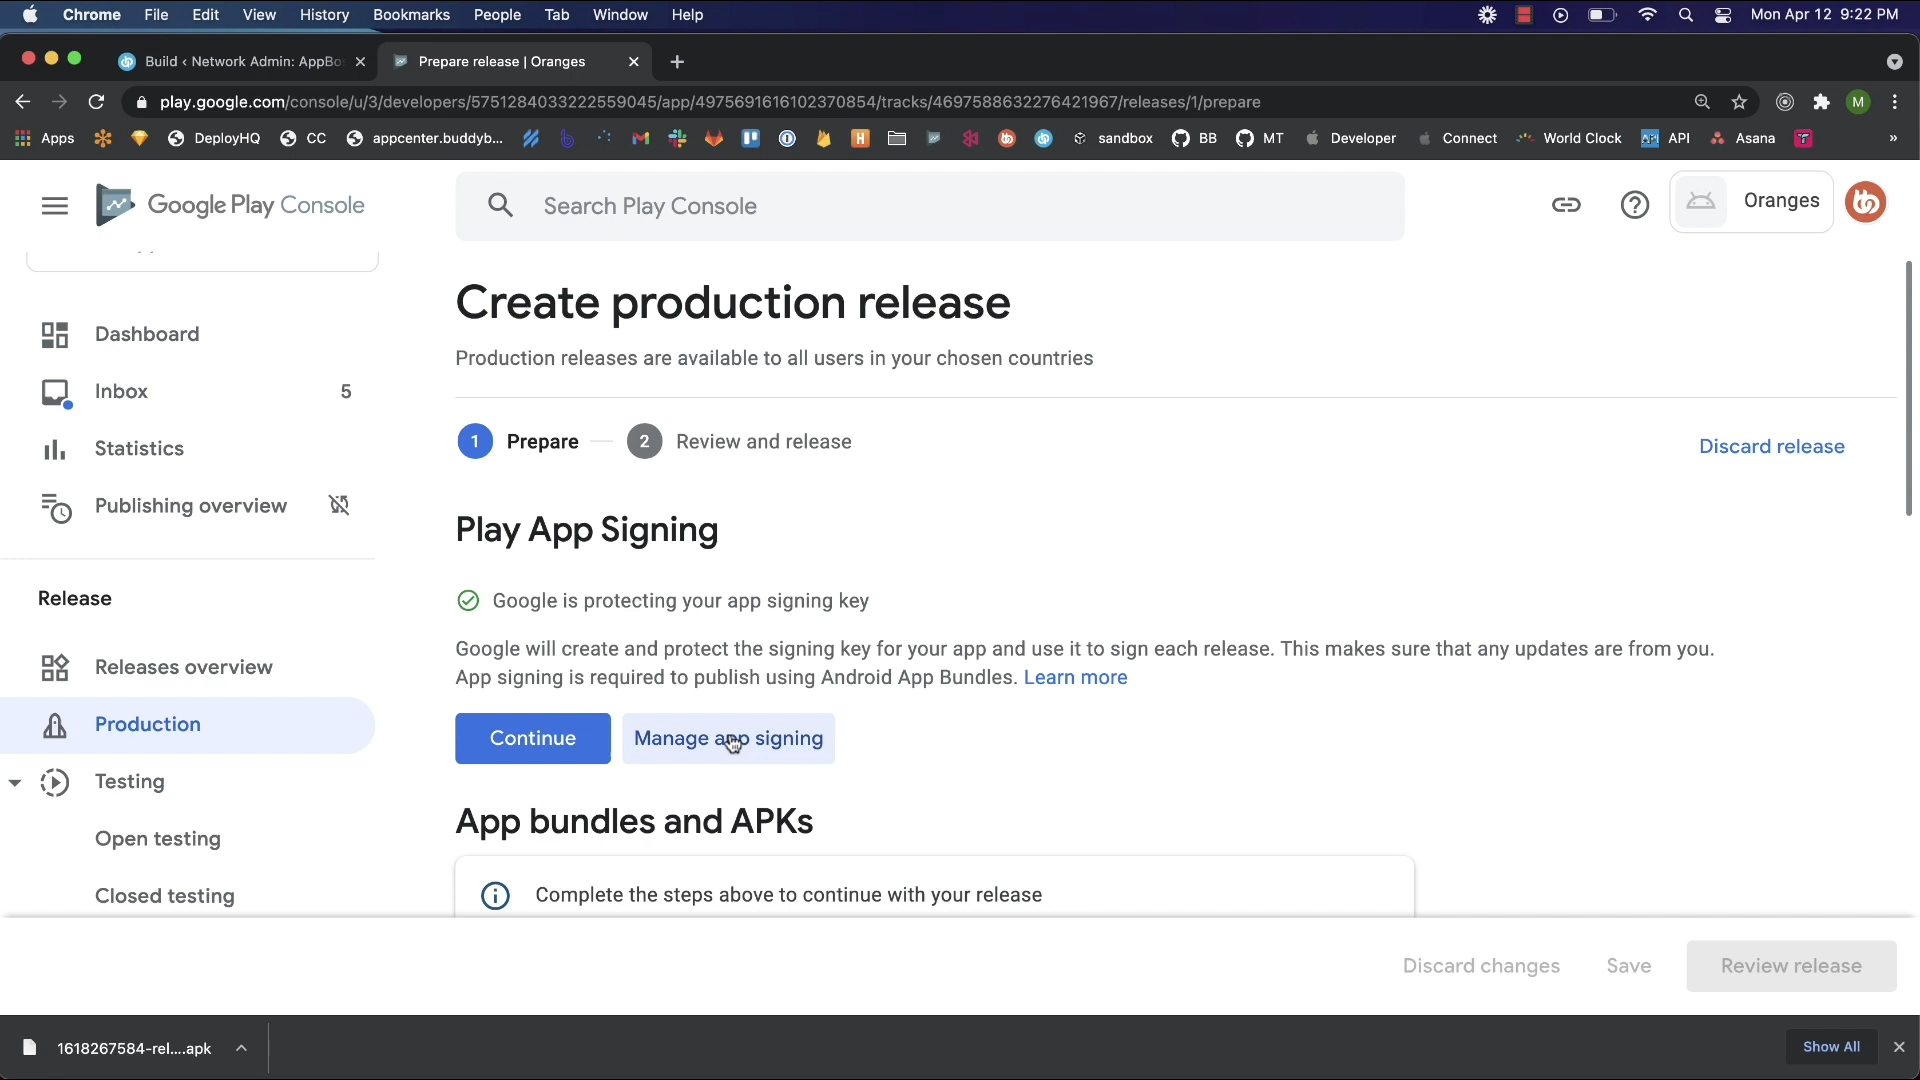 Chrome File Edit View History Bookmarks People Tab Window Help Mon Apr 12 9:22 PM
Build ‹ Network Admin: AppBo Prepare release | Oranges
play.google.com/console/u/3/developers/5751284033222559045/app/4975691616102370854/tracks/4697588632276421967/releases/1/prepare M
Apps DeployHQ CC appcenter.buddyb... sandbox BB MT Developer Connect World Clock API Asana »
Google Play Console Search Play Console Oranges
Create production release
Production releases are available to all users in your chosen countries
1 Prepare 2 Review and release Discard release
Play App Signing
Google is protecting your app signing key
Google will create and protect the signing key for your app and use it to sign each release. This makes sure that any updates are from you.
App signing is required to publish using Android App Bundles. Learn more
Continue Manage app signing
App bundles and APKs
Complete the steps above to continue with your release
Dashboard
Inbox 5
Statistics
Publishing overview
Release
Releases overview
Production
Testing
Open testing
Closed testing
Discard changes Save Review release
1618267584-rel....apk Show All